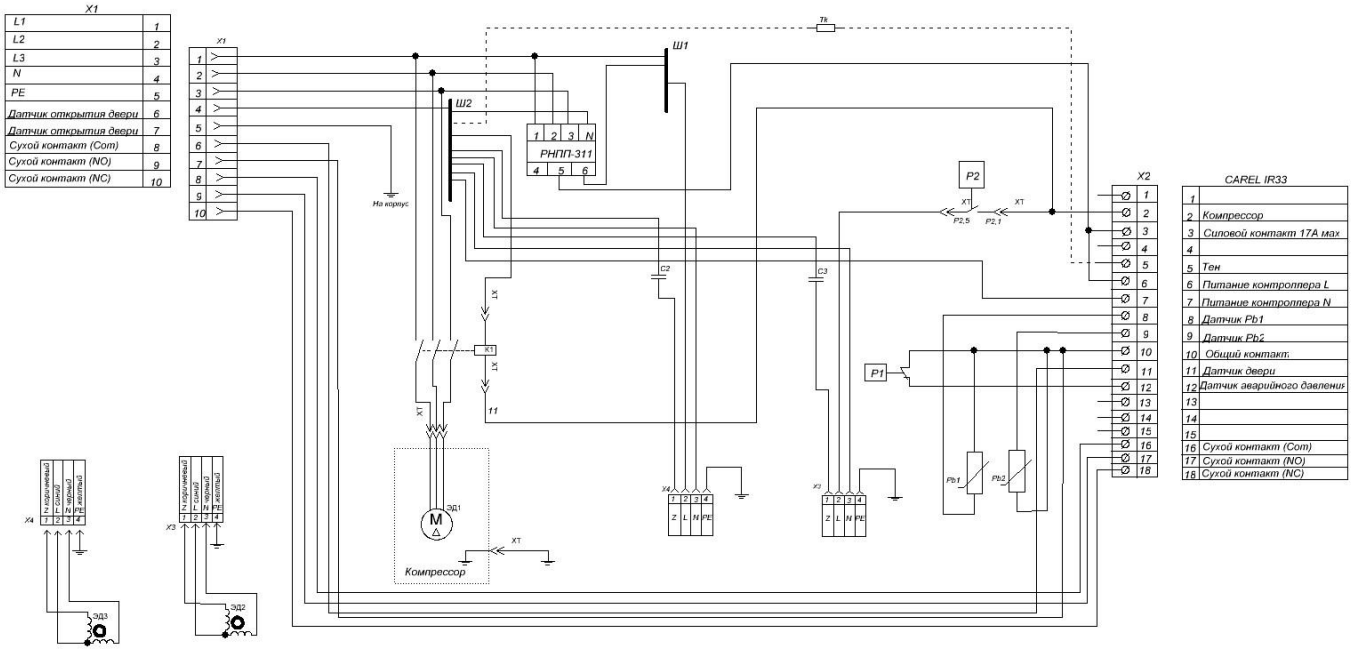 X1
L1 1
L2 2
L3 3
N 4
PE 5
Датчик открытия двери 6
Датчик открытия двери 7
Сухой контакт (Com) 8
Сухой контакт (NO) 9
Сухой контакт (NC) 10
X1
1
2
3
4
5
6
7
8
9
10
На корпус
Tk
Ш1
Ш2
1 2 3 N
РНПП-311
4 5 6
P2
XT XT
P2,5 P2,1
C2
C3
XT
К1
XT
11
XT
P1
Pb1
Pb2
X2
1
2
3
4
5
6
7
8
9
10
11
12
13
14
15
16
17
18
CAREL IR33
1
2 Компрессор
3 Силовой контакт 17А мах
4
5 Тен
6 Питание контроллера L
7 Питание контроллера N
8 Датчик Pb1
9 Датчик Pb2
10 Общий контакт
11 Датчик двери
12 Датчик аварийного давления
13
14
15
16 Сухой контакт (Com)
17 Сухой контакт (NO)
18 Сухой контакт (NC)
ЭД1
M
Δ
XT
Компрессор
X4
1 2 3 4
Z L N PE
X3
1 2 3 4
Z L N PE
Z коричневый
L синий
N черный
PE желтый
X4 1 2 3 4
ЭД3
Z коричневый
L синий
N черный
PE желтый
X3 1 2 3 4
ЭД2